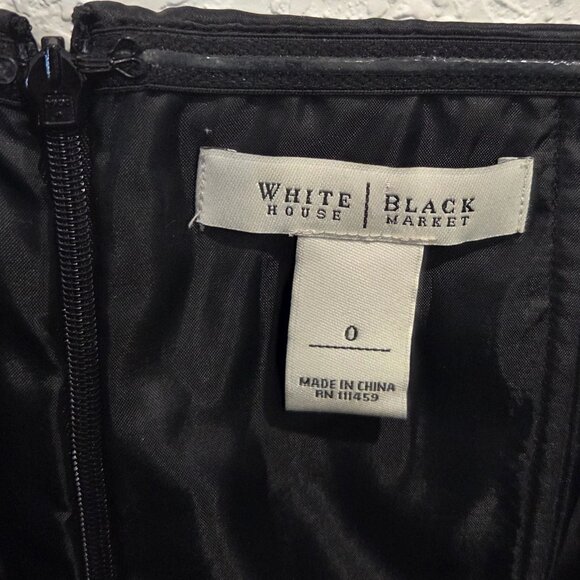 WHITE | BLACK
HOUSE MARKET
0
MADE IN CHINA
RN 111459